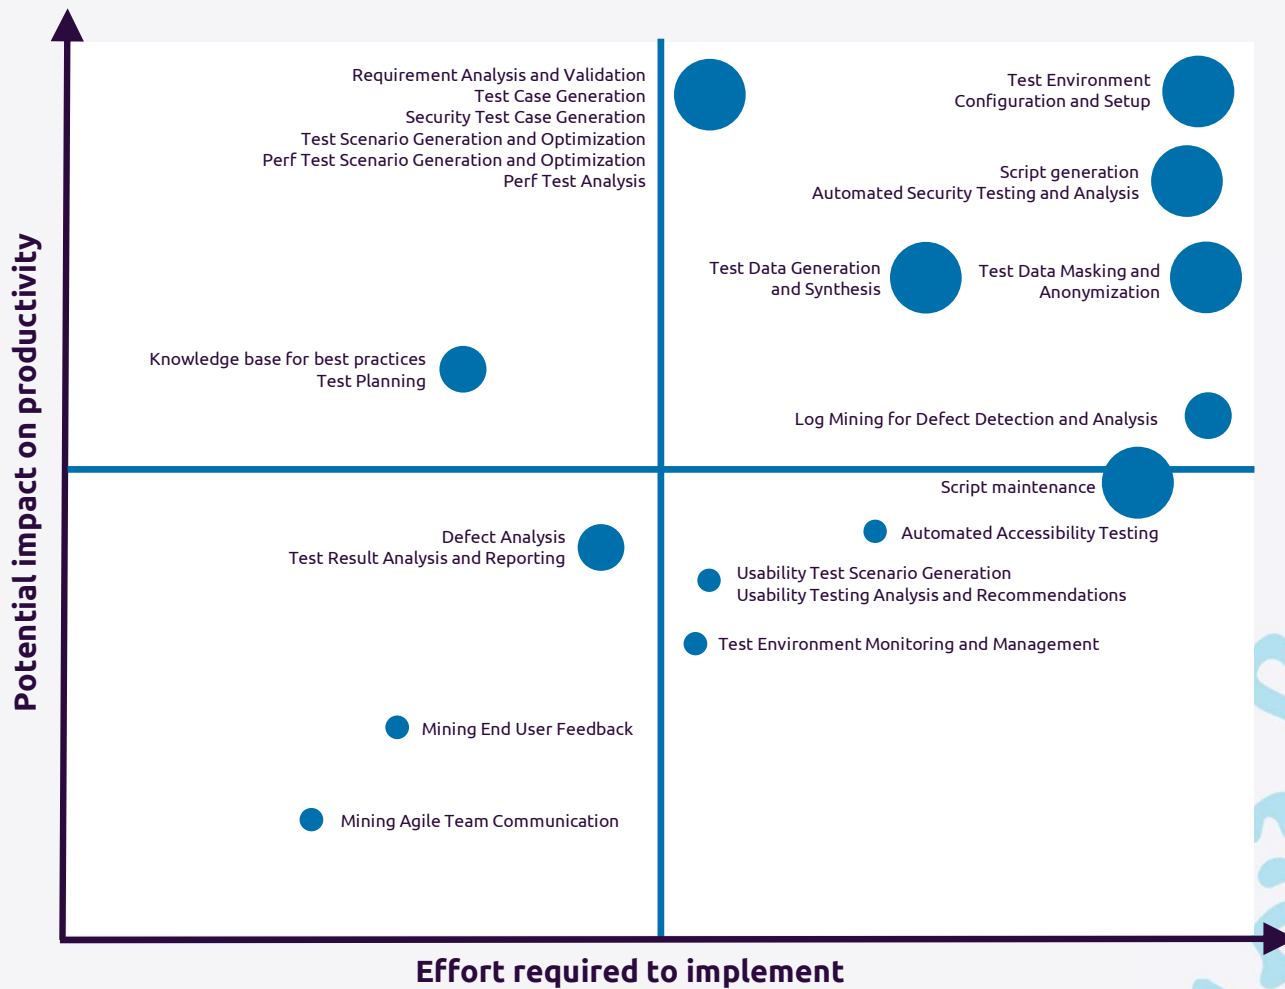 Requirement Analysis and Validation
Test Case Generation
Security Test Case Generation
Test Scenario Generation and Optimization
Perf Test Scenario Generation and Optimization
Perf Test Analysis
Test Environment
Configuration and Setup
Script generation
Automated Security Testing and Analysis
Test Data Generation
and Synthesis
Test Data Masking and
Anonymization
Knowledge base for best practices
Test Planning
Log Mining for Defect Detection and Analysis
Script maintenance
Automated Accessibility Testing
Defect Analysis
Test Result Analysis and Reporting
Usability Test Scenario Generation
Usability Testing Analysis and Recommendations
Test Environment Monitoring and Management
Mining End User Feedback
Mining Agile Team Communication
Potential impact on productivity
Effort required to implement